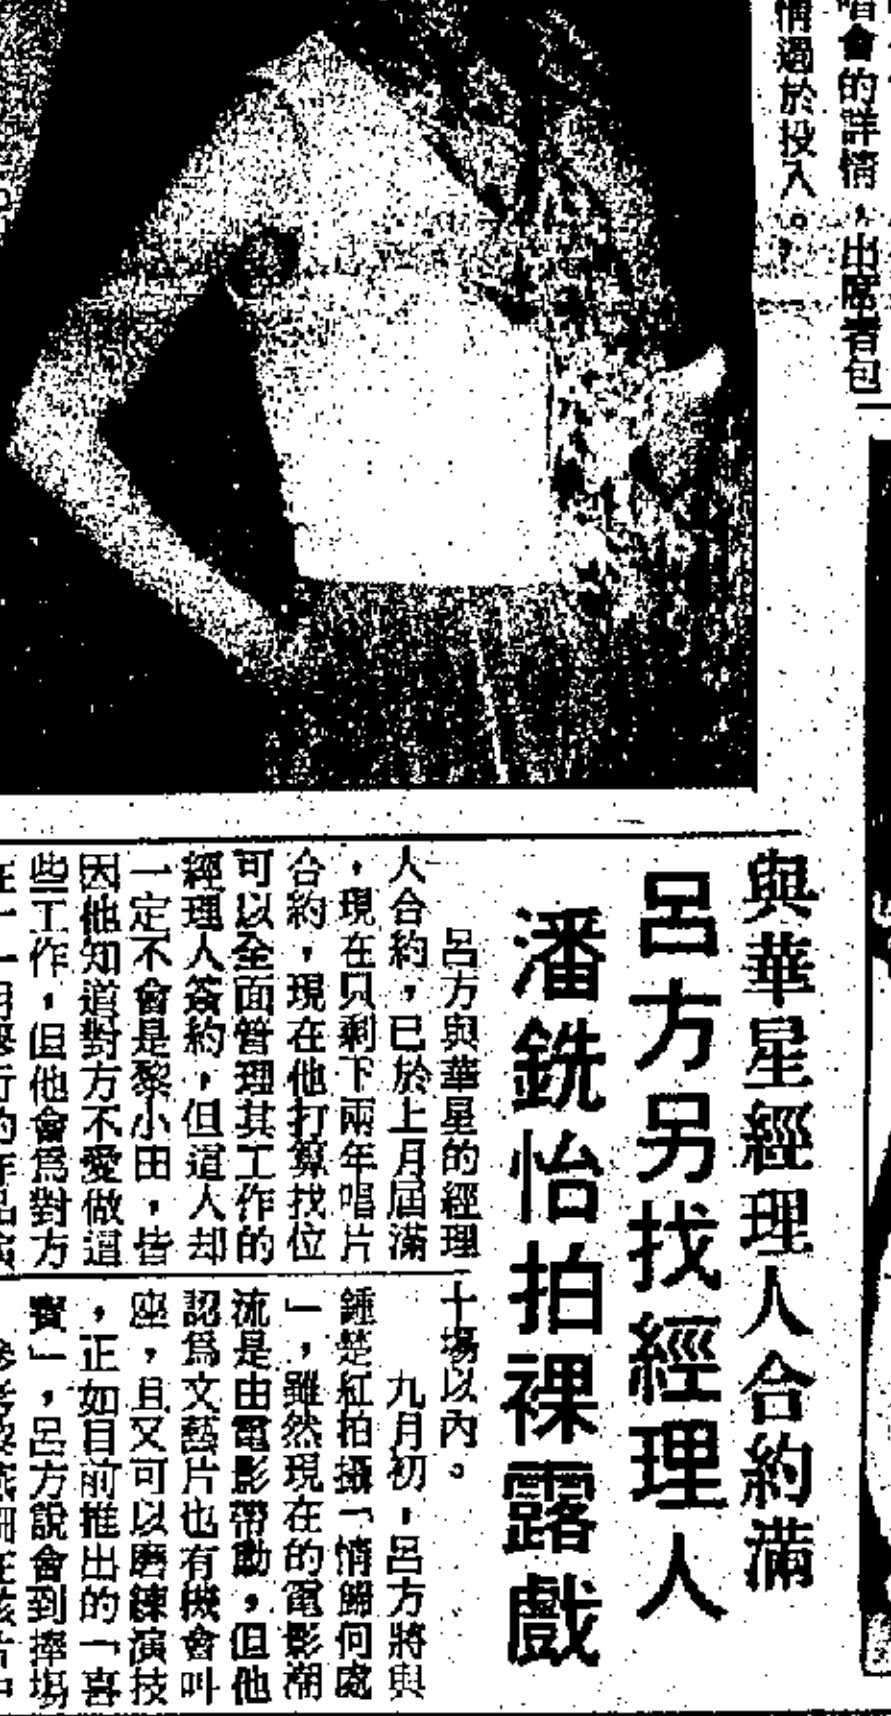 唱會的詳情，出席者包
情過於投入。」
與華星經理人合約滿
呂方另找經理人
潘銑怡拍裸露戲
呂方與華星的經理
人合約，已於上月屆滿
，現在只剩下兩年唱片
合約，現在他打算找位
可以全面管理其工作的
經理人簽約，但這人却
一定不會是黎小田，皆
因他知道對方不愛做這
些工作，但他會爲對方
十場以內。
九月初，呂方將與
鍾楚紅拍攝「情歸何處
」，雖然現在的電影潮
流是由電影帶動，但他
認爲文藝片也有機會叫
座，且又可以磨練演技
，正如目前推出的「喜
寶」，呂方說會到捧場